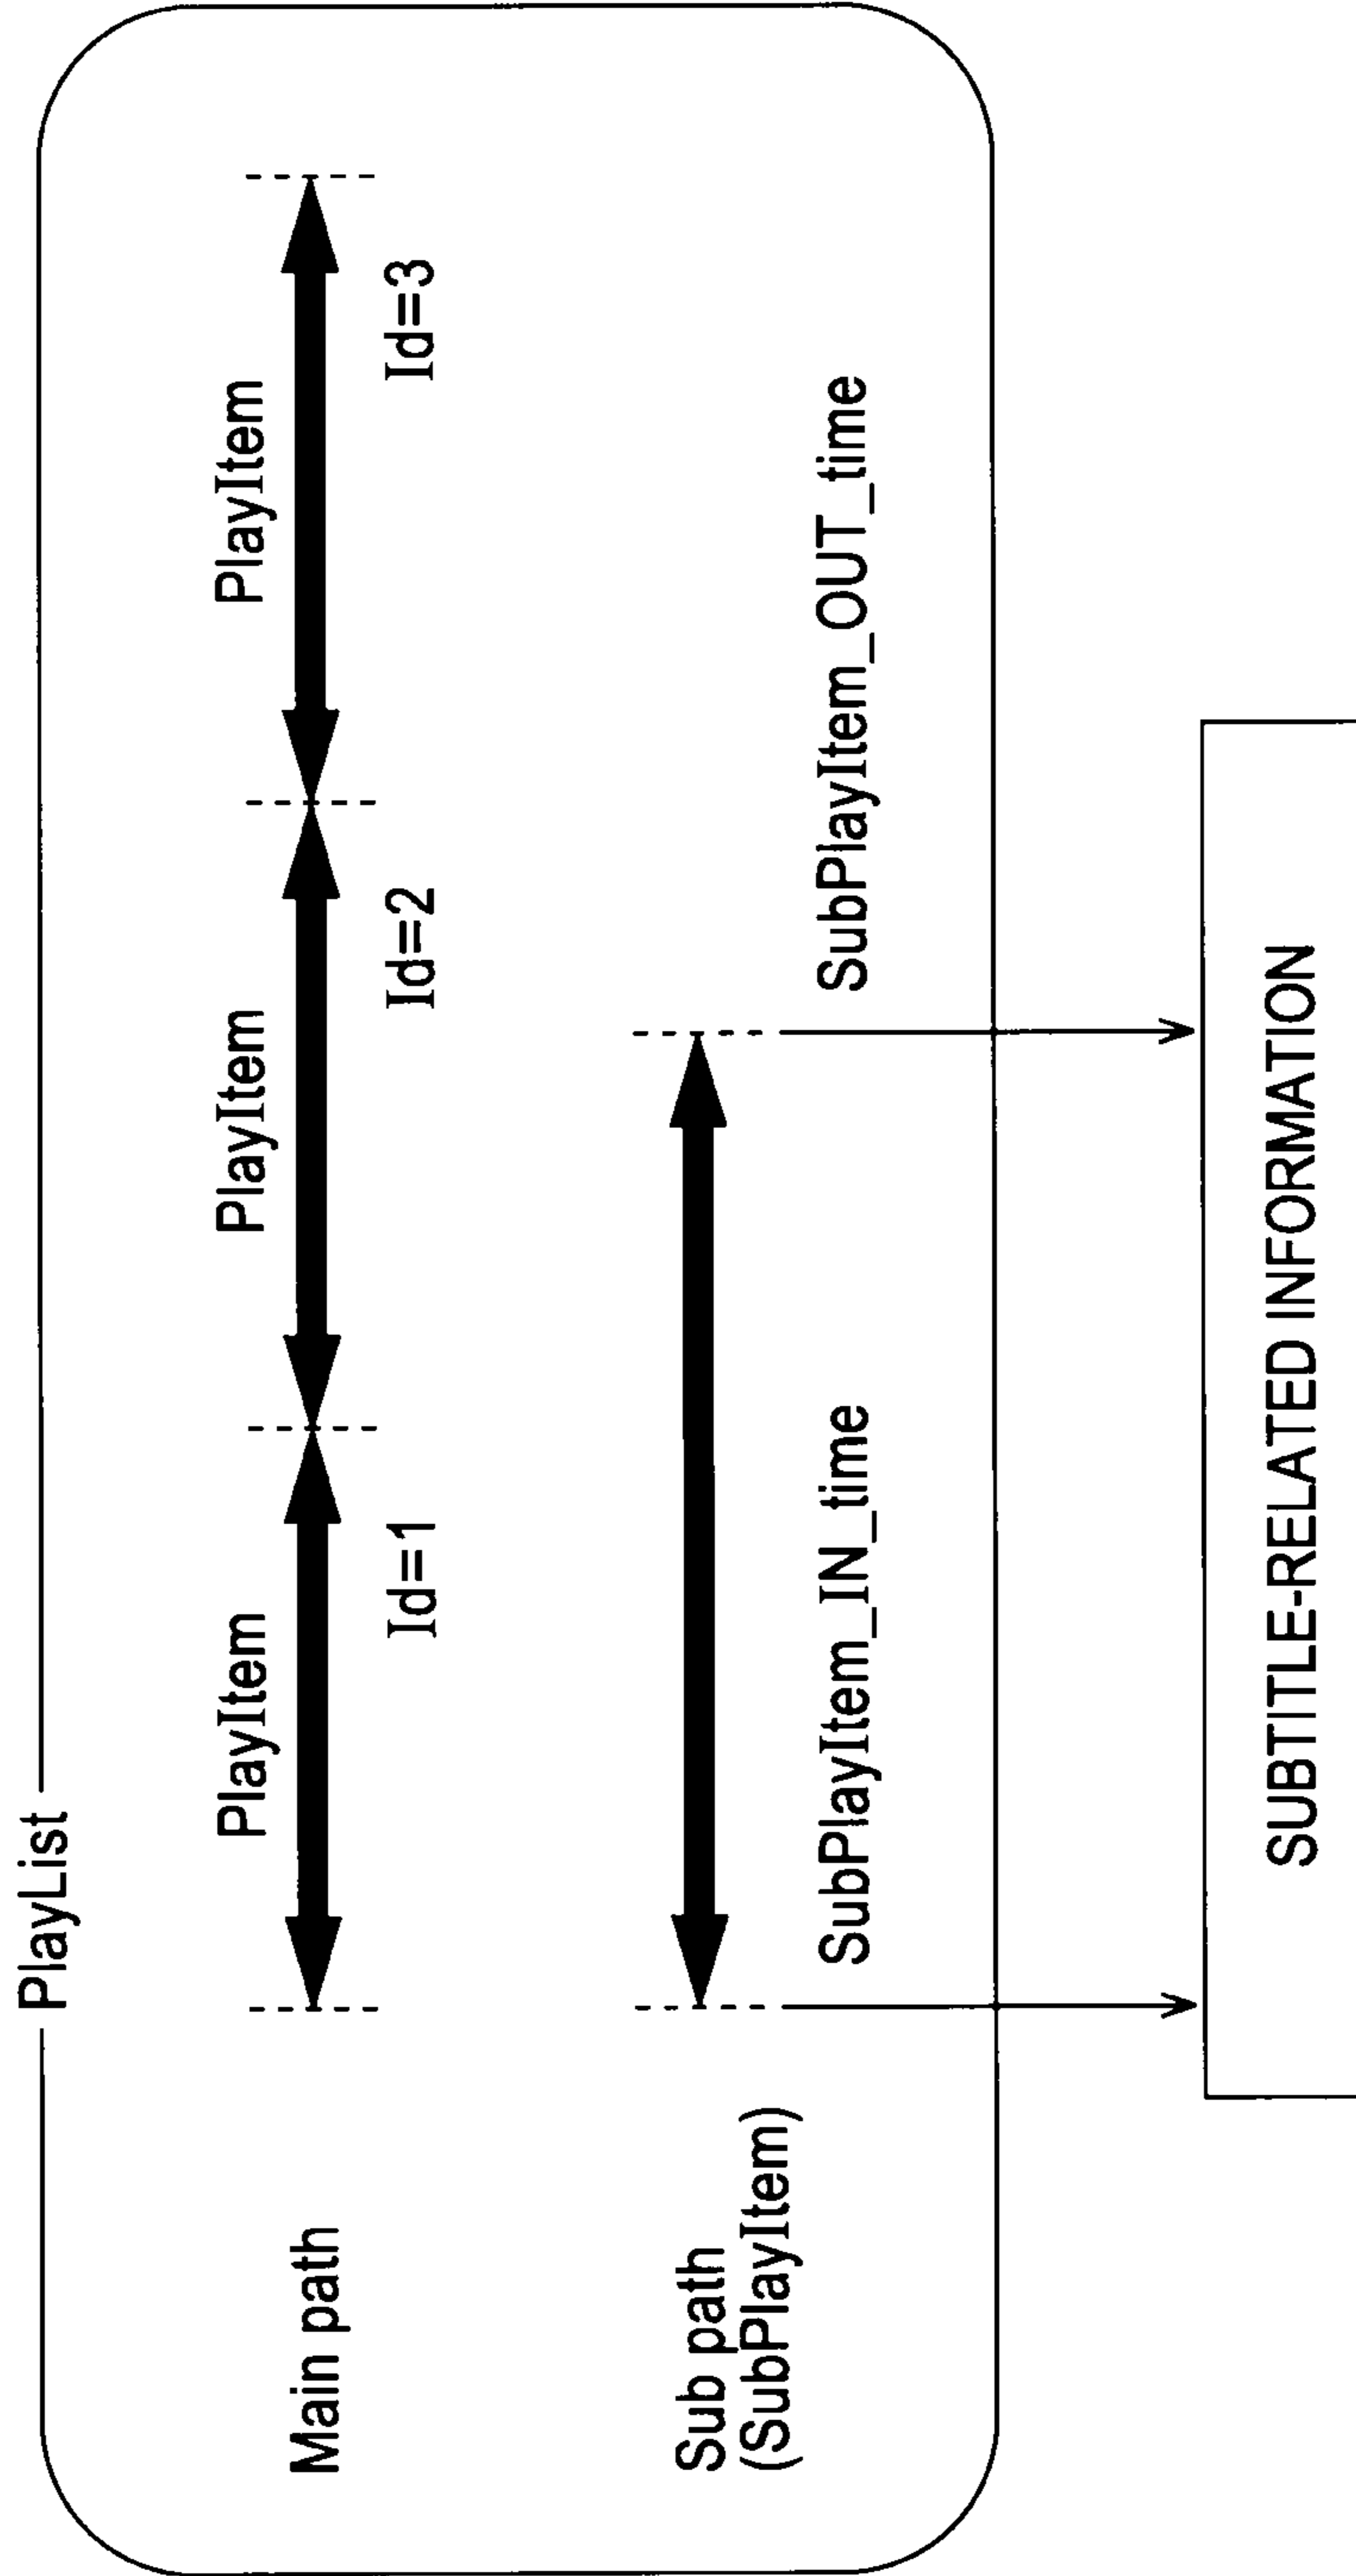 PlayList
PlayItem
PlayItem
PlayItem
Main path
Id=1
Id=2
Id=3
Sub path
(SubPlayItem)
SubPlayItem_IN_time
SubPlayItem_OUT_time
SUBTITLE-RELATED INFORMATION